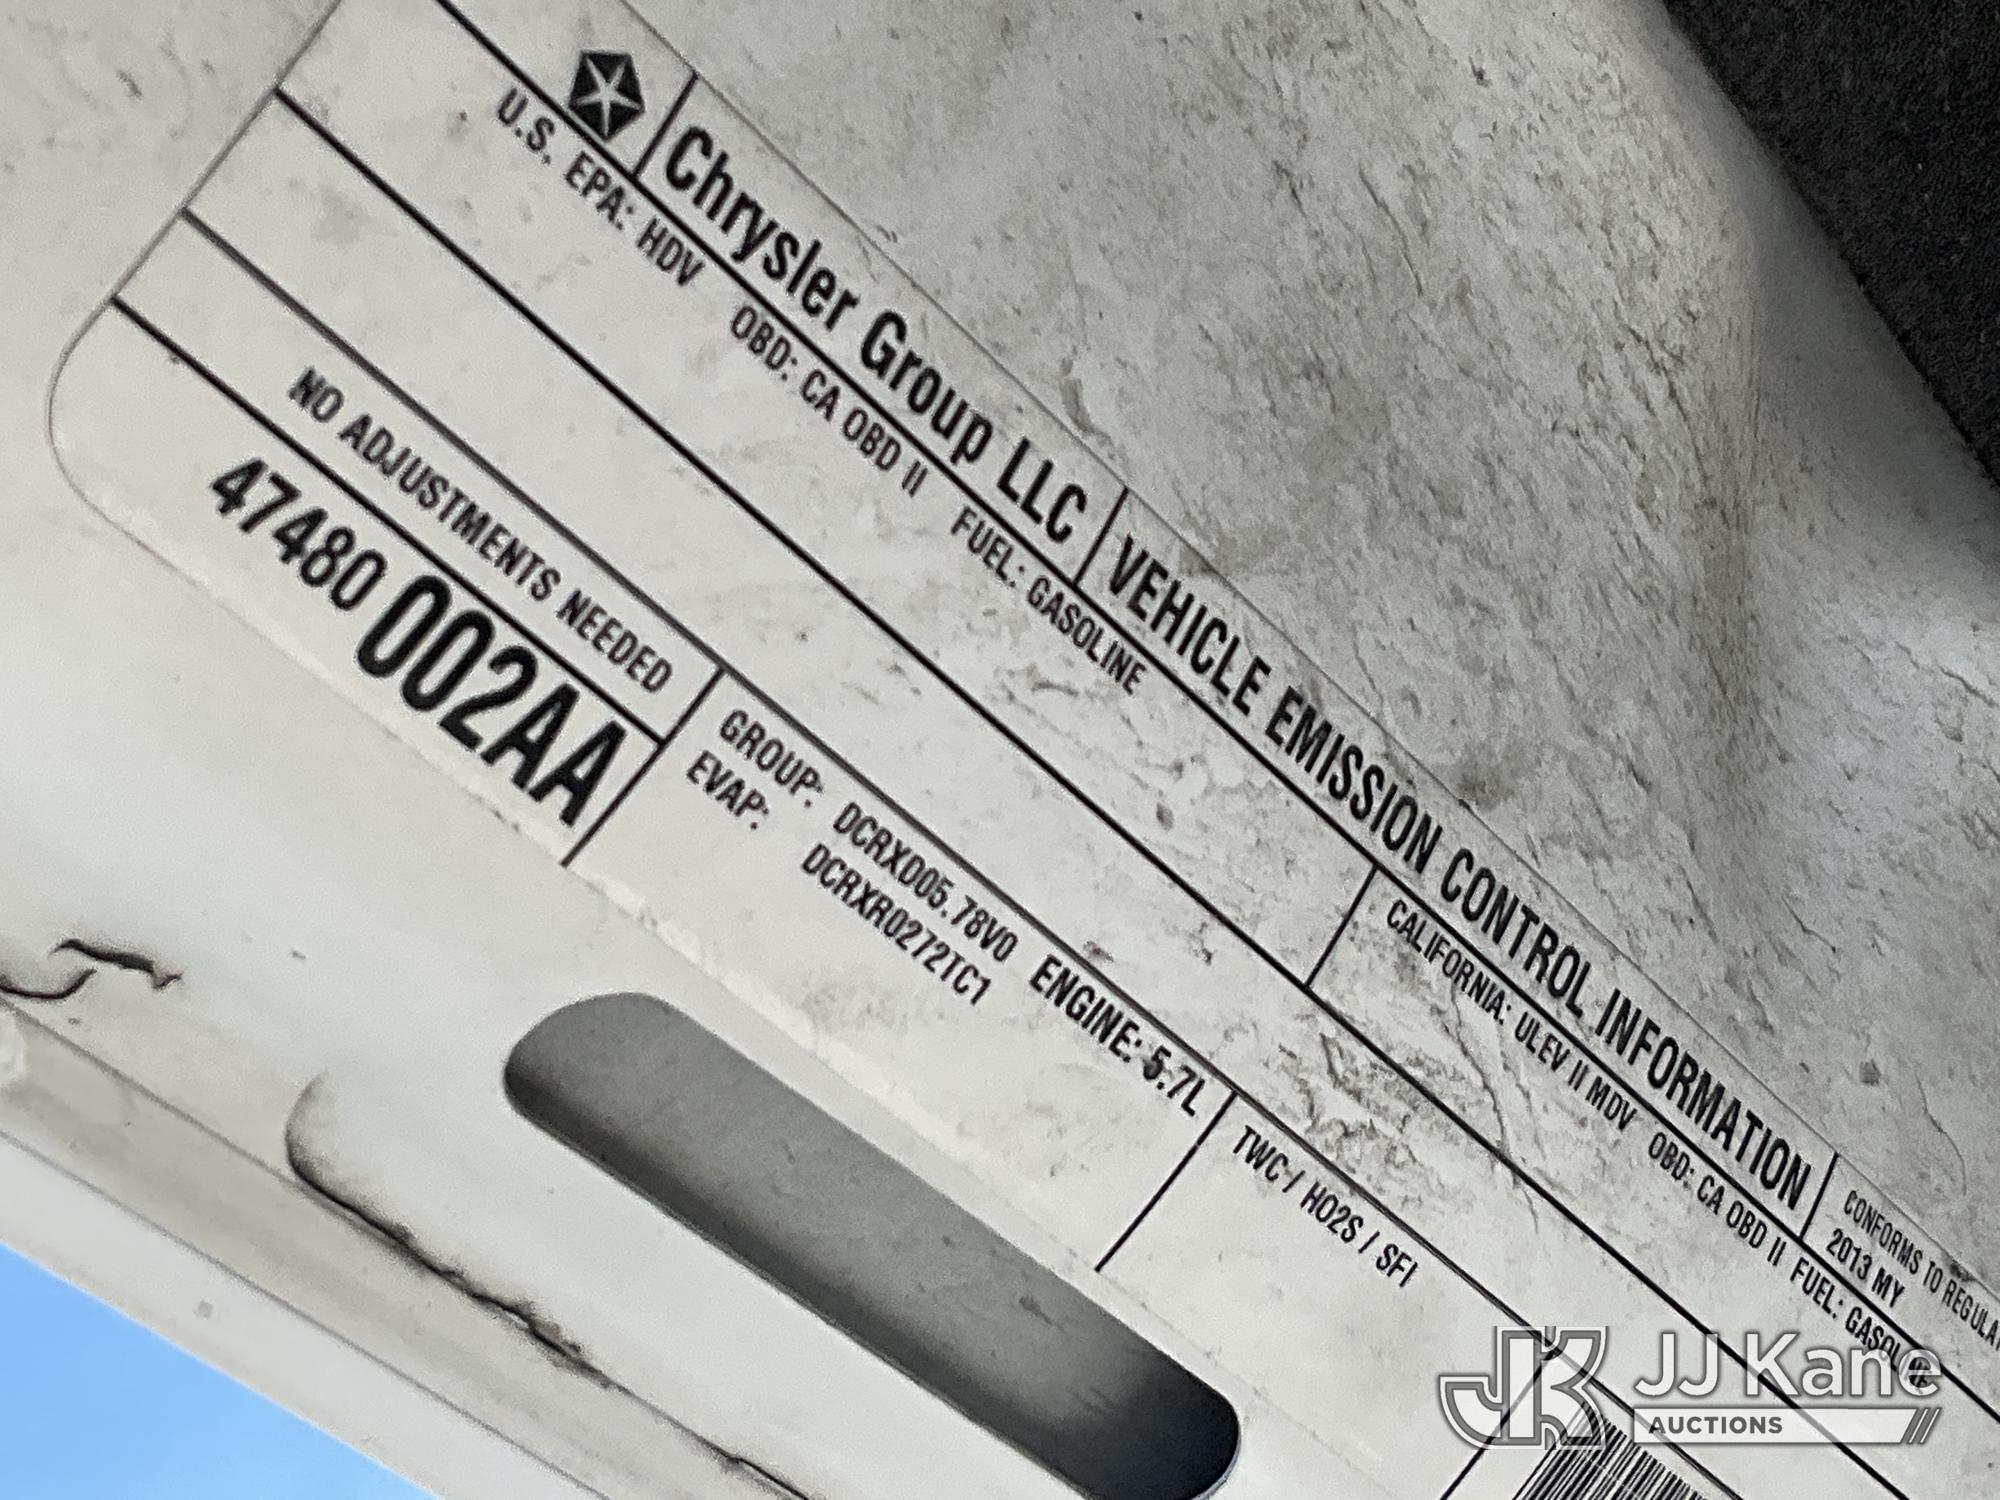 Chrysler Group LLC VEHICLE EMISSION CONTROL INFORMATION CONFORMS TO
2013 MY
U.S. EPA: HDV OBD: CA OBD II FUEL: GASOLINE CALIFORNIA: ULEV II MDV OBD: CA OBD II FUEL: GASOLINE
NO ADJUSTMENTS NEEDED
47480 002AA
GROUP: DCRXD05.78V0 ENGINE: 5.7L
EVAP: DCRXR0272TC1
TWC / HO2S / SFI
JK JJ Kane
AUCTIONS